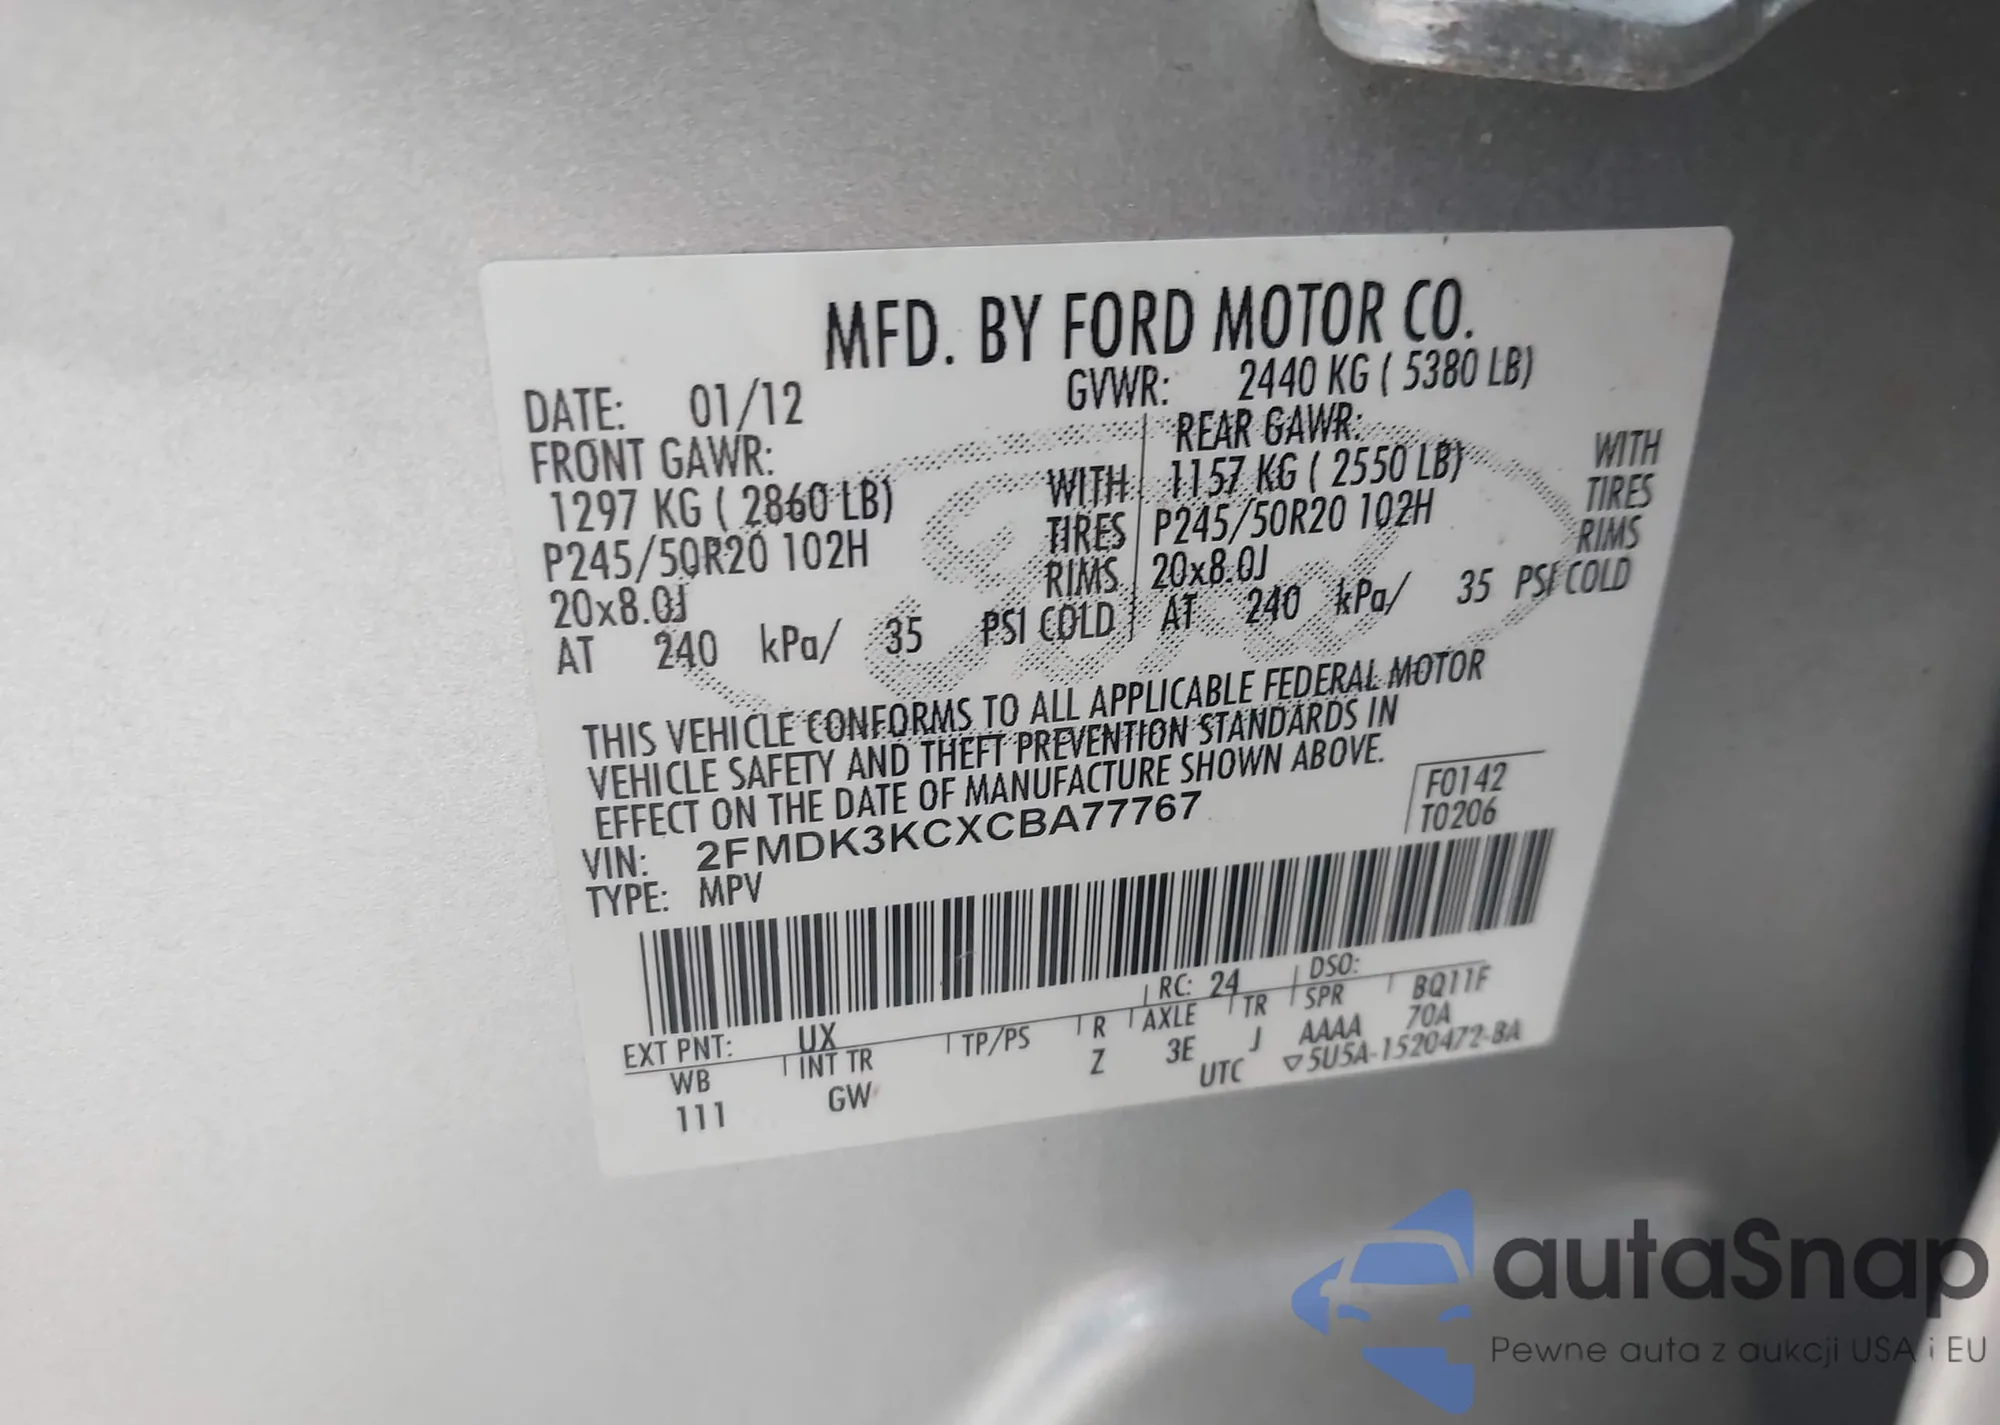 MFD. BY FORD MOTOR CO.
DATE: 01/12 GVWR: 2440 KG ( 5380 LB)
FRONT GAWR: REAR GAWR:
1297 KG ( 2860 LB) WITH 1157 KG ( 2550 LB) WITH
P245/50R20 102H TIRES P245/50R20 102H TIRES
20x8.0J RIMS 20x8.0J RIMS
AT 240 kPa/ 35 PSI COLD AT 240 kPa/ 35 PSI COLD
THIS VEHICLE CONFORMS TO ALL APPLICABLE FEDERAL MOTOR
VEHICLE SAFETY AND THEFT PREVENTION STANDARDS IN
EFFECT ON THE DATE OF MANUFACTURE SHOWN ABOVE.
F0142
VIN: 2FMDK3KCXCBA77767 T0206
TYPE: MPV
EXT PNT: UX RC: 24 DSO: BQ11F
WB INT TR TP/PS R AXLE TR SPR 70A
111 GW Z 3E J AAAA
UTC ▽5U5A-1520472-BA
autaSnap
Pewne auta z aukcji USA i EU